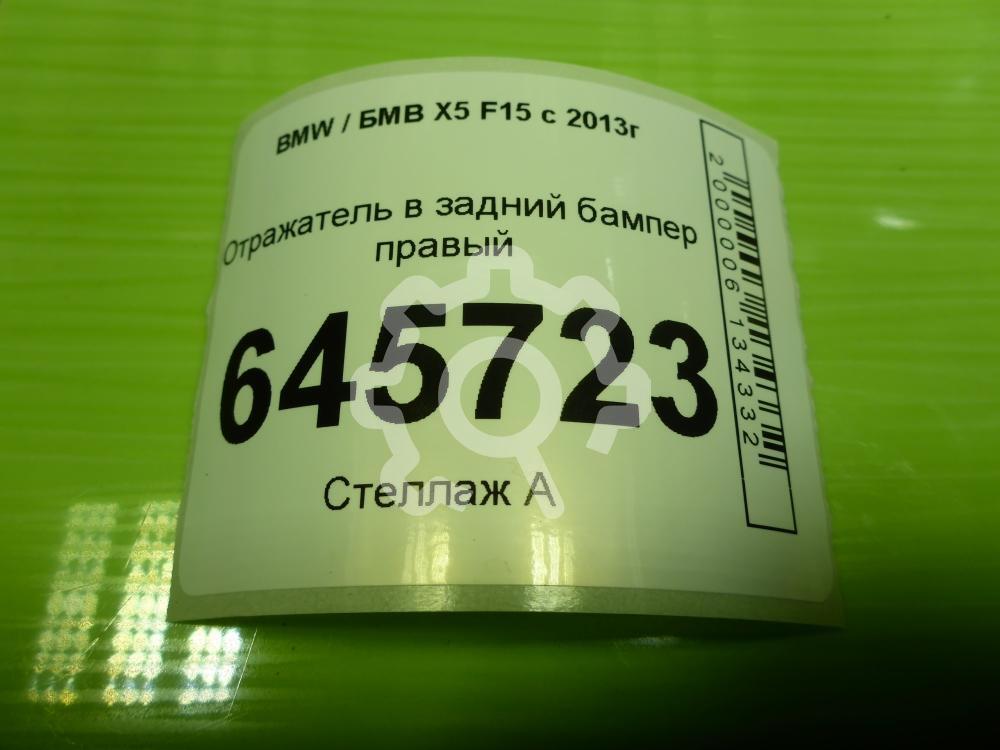 BMW / БМВ X5 F15 с 2013г
Отражатель в задний бампер
правый
645723
Стеллаж А
2000006134332